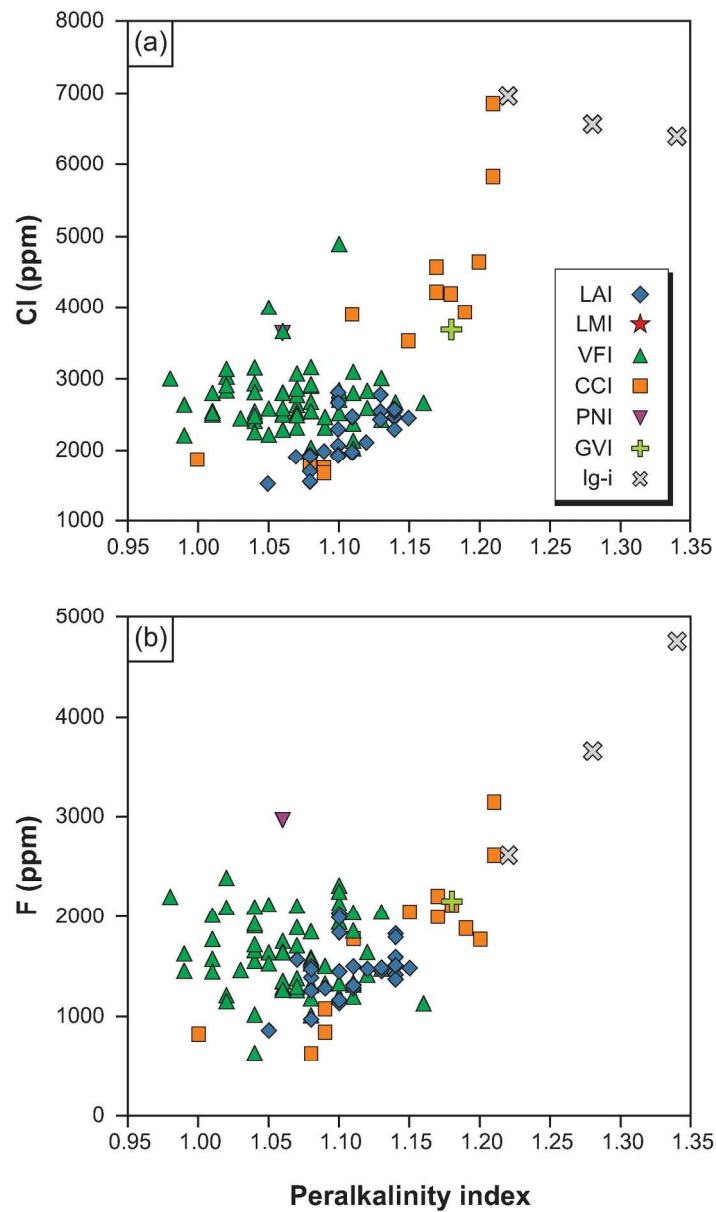 (a)
8000
7000
6000
5000
4000
3000
2000
1000
Cl (ppm)
LAI
LMI
VFI
CCI
PNI
GVI
Ig-i
0.95 1.00 1.05 1.10 1.15 1.20 1.25 1.30 1.35
(b)
5000
4000
3000
2000
1000
0
F (ppm)
0.95 1.00 1.05 1.10 1.15 1.20 1.25 1.30 1.35
Peralkalinity index